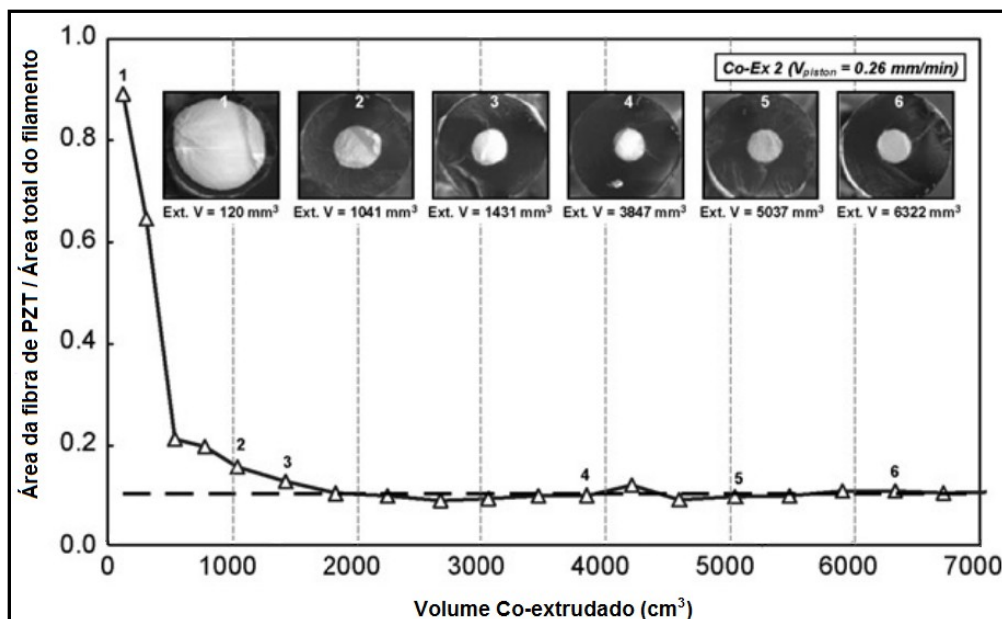 1.0
0.8
0.6
0.4
0.2
0.0
Área da fibra de PZT / Área total do filamento
Co-Ex 2 (Vpiston = 0.26 mm/min)
1
1
2
3
4
5
6
Ext. V = 120 mm³
Ext. V = 1041 mm³
Ext. V = 1431 mm³
Ext. V = 3847 mm³
Ext. V = 5037 mm³
Ext. V = 6322 mm³
2
3
4
5
6
0
1000
2000
3000
4000
5000
6000
7000
Volume Co-extrudado (cm³)